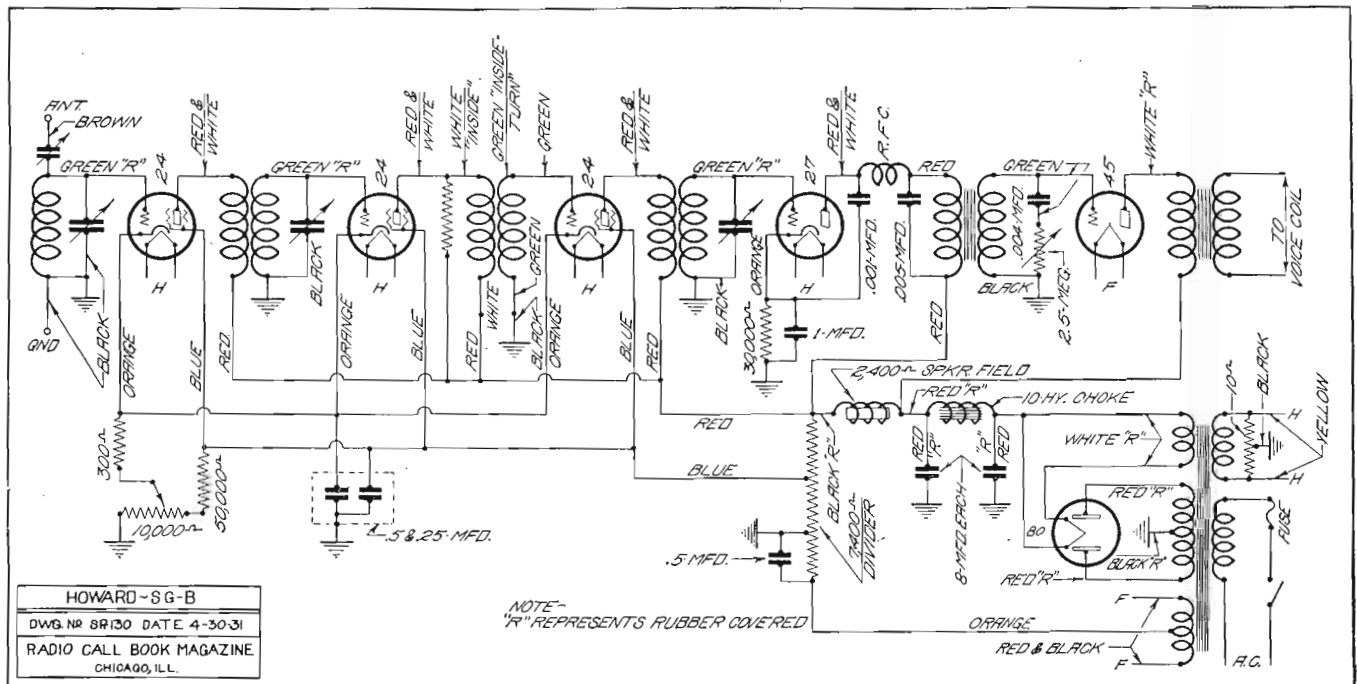 ANT.
BROWN
GREEN "R"
24
RED &
WHITE
GREEN "R"
24
RED &
WHITE
WHITE
"INSIDE"
GREEN "INSIDE-
TURN"
GREEN
24
RED &
WHITE
GREEN "R"
27
RED &
WHITE
R.F.C.
RED
GREEN
45
WHITE "R"
TO
VOICE COIL
GND
BLACK
ORANGE
H
BLUE
RED
BLACK
ORANGE
H
BLUE
RED
WHITE
BLACK
GREEN
ORANGE
H
BLUE
RED
BLACK
30,000Ω
ORANGE
H
1-MFD.
.001-MFD.
.005 MFD.
RED
.004 MFD.
BLACK
2.5-MEG.
F
300Ω
10,000Ω
50,000Ω
.5 & .25-MFD.
RED
BLUE
2,400Ω SPKR. FIELD
RED "R"
10-HY. CHOKE
BLACK "R"
7,400Ω
DIVIDER
RED
"R"
8-MFD. EACH
"R"
RED
WHITE "R"
RED "R"
80
BLACK "R"
RED "R"
10Ω
BLACK
H
H
YELLOW
FUSE
.5 MFD.
NOTE-
"R" REPRESENTS RUBBER COVERED
ORANGE
F
RED & BLACK
F
A.C.
HOWARD-SG-B
DWG. NO SR130 DATE 4-30-31
RADIO CALL BOOK MAGAZINE
CHICAGO, ILL.